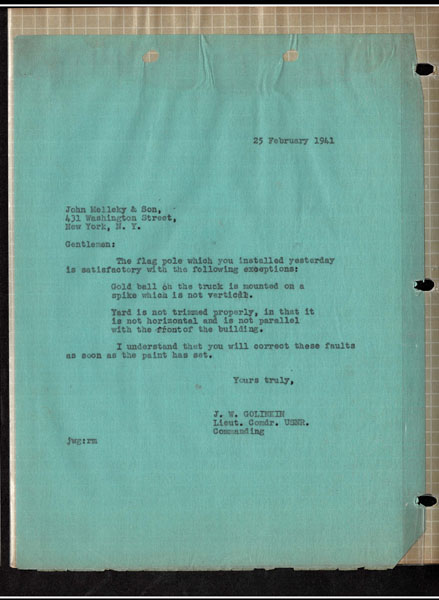 25 February 1941
John Melleky & Son,
431 Washington Street,
New York, N. Y.
Gentlemen:
The flag pole which you installed yesterday
is satisfactory with the following exceptions:
Gold ball on the truck is mounted on a
spike which is not vertical.
Yard is not trimmed properly, in that it
is not horizontal and is not parallel
with the front of the building.
I understand that you will correct these faults
as soon as the paint has set.
Yours truly,
J. W. GOLINKIN
Lieut. Comdr. USNR.
Commanding
jwg:rm